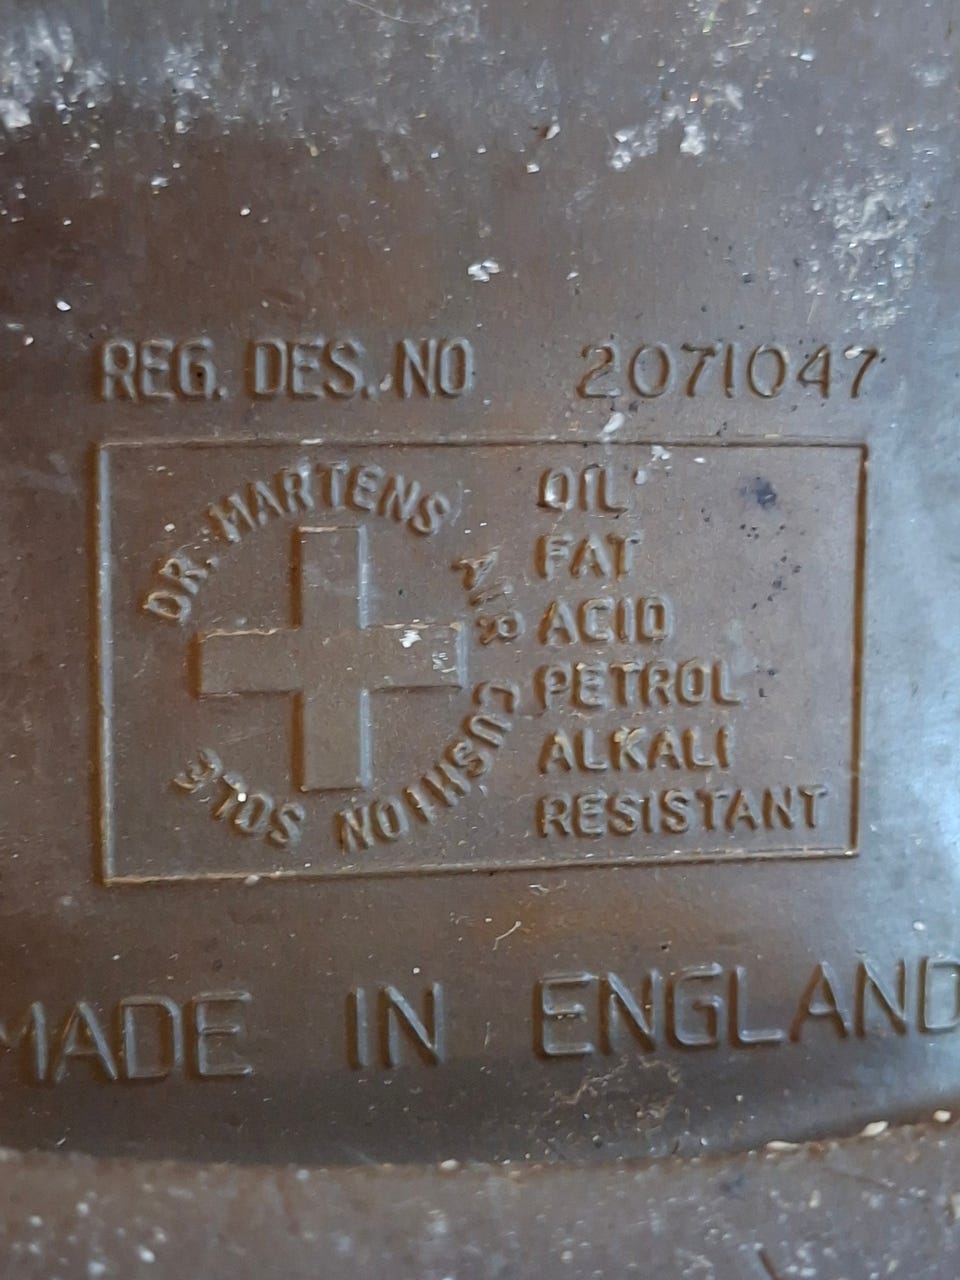 REG. DES. NO 2071047
DR. MARTENS AIR CUSHION SOLE
OIL
FAT
ACID
PETROL
ALKALI
RESISTANT
MADE IN ENGLAND